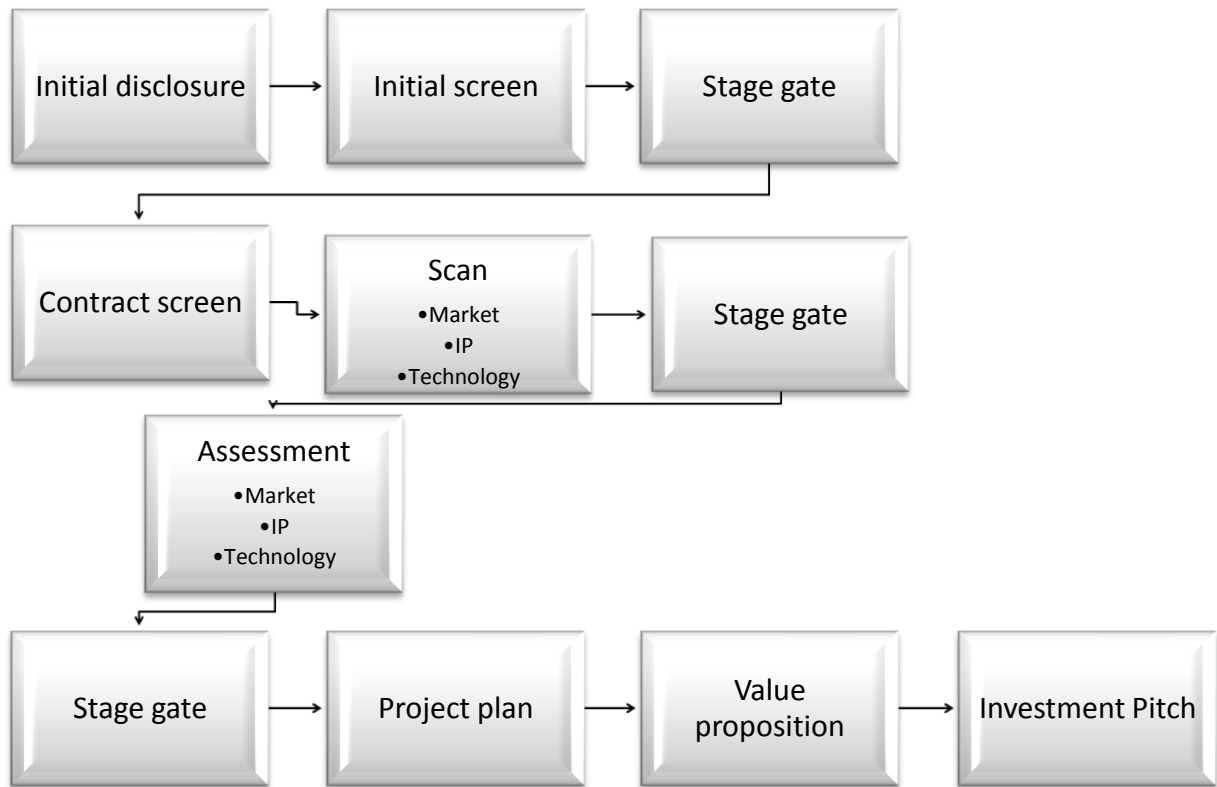 Initial disclosure
Initial screen
Stage gate
Contract screen
Scan
•Market
•IP
•Technology
Stage gate
Assessment
•Market
•IP
•Technology
Stage gate
Project plan
Value
proposition
Investment Pitch